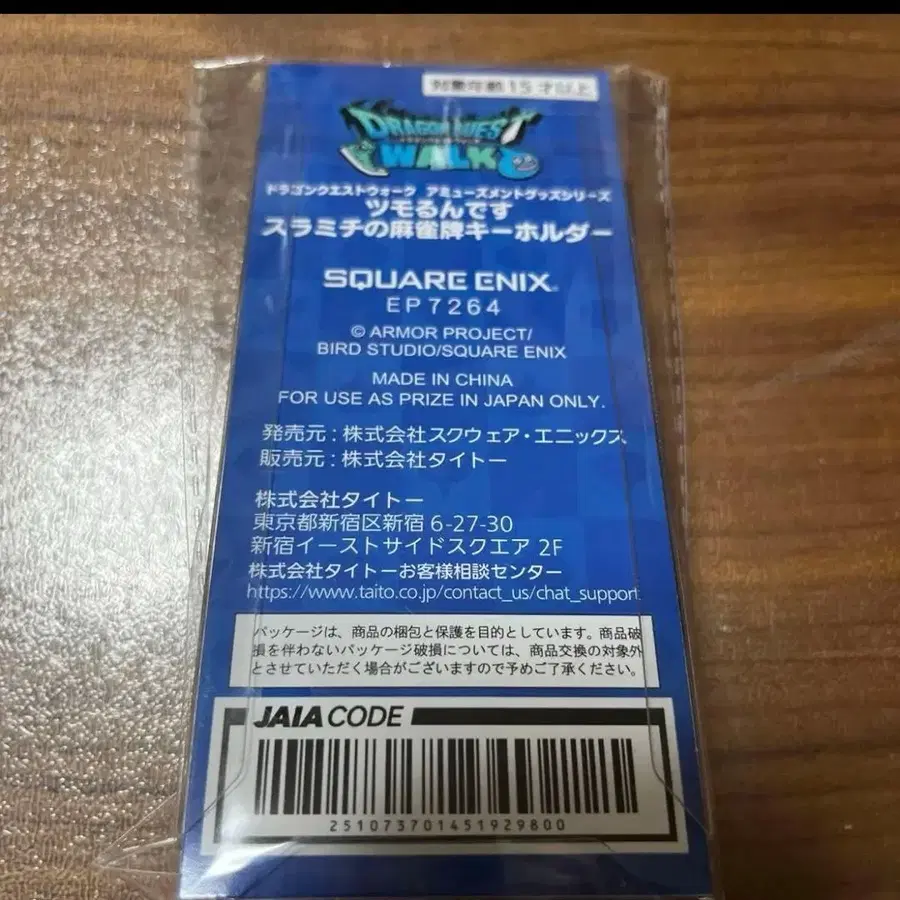 対象年齢15才以上
DRAGON QUEST
WALK
ドラゴンクエストウォーク アミューズメントグッズシリーズ
ツモるんです
スラミチの麻雀牌キーホルダー
SQUARE ENIX®
EP7264
© ARMOR PROJECT/
BIRD STUDIO/SQUARE ENIX
MADE IN CHINA
FOR USE AS PRIZE IN JAPAN ONLY.
発売元:株式会社スクウェア・エニックス
販売元:株式会社タイトー
株式会社タイトー
東京都新宿区新宿 6-27-30
新宿イーストサイドスクエア 2F
株式会社タイトーお客様相談センター
https://www.taito.co.jp/contact_us/chat_support
パッケージは、商品の梱包と保護を目的としています。商品破
損を伴わないパッケージ破損については、商品交換の対象外
とさせていただく場合がございますので予めご了承ください。
JAIA CODE
251073701451929800